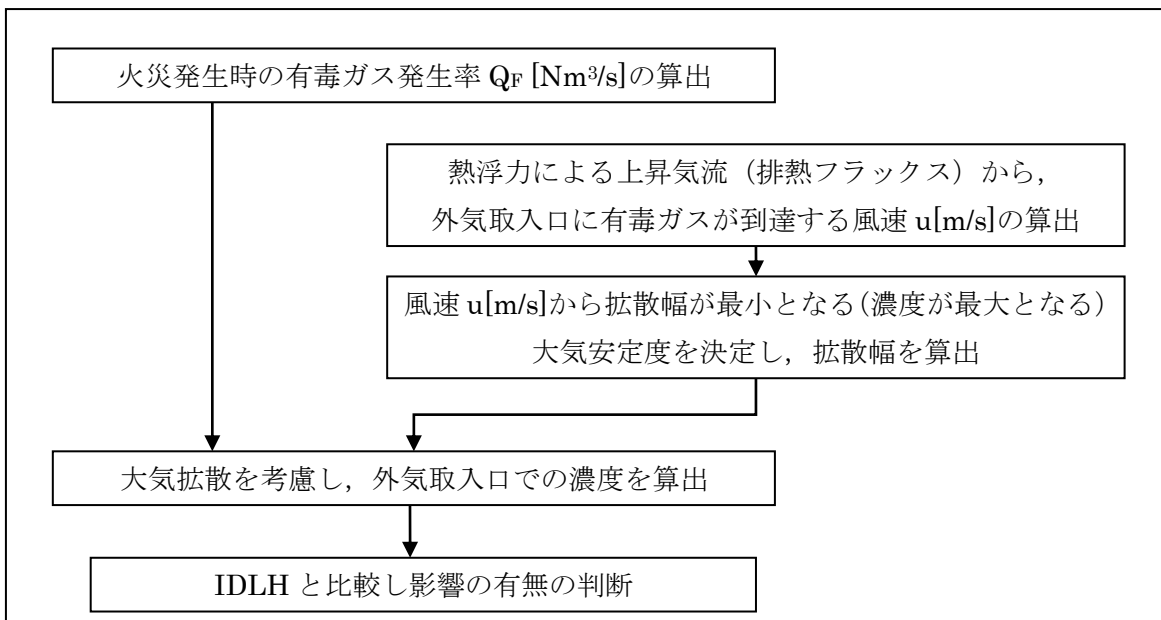 火災発生時の有毒ガス発生率 QF [Nm3/s]の算出
熱浮力による上昇気流（排熱フラックス）から，
外気取入口に有毒ガスが到達する風速 u[m/s]の算出
風速 u[m/s]から拡散幅が最小となる（濃度が最大となる）
大気安定度を決定し，拡散幅を算出
大気拡散を考慮し，外気取入口での濃度を算出
IDLH と比較し影響の有無の判断